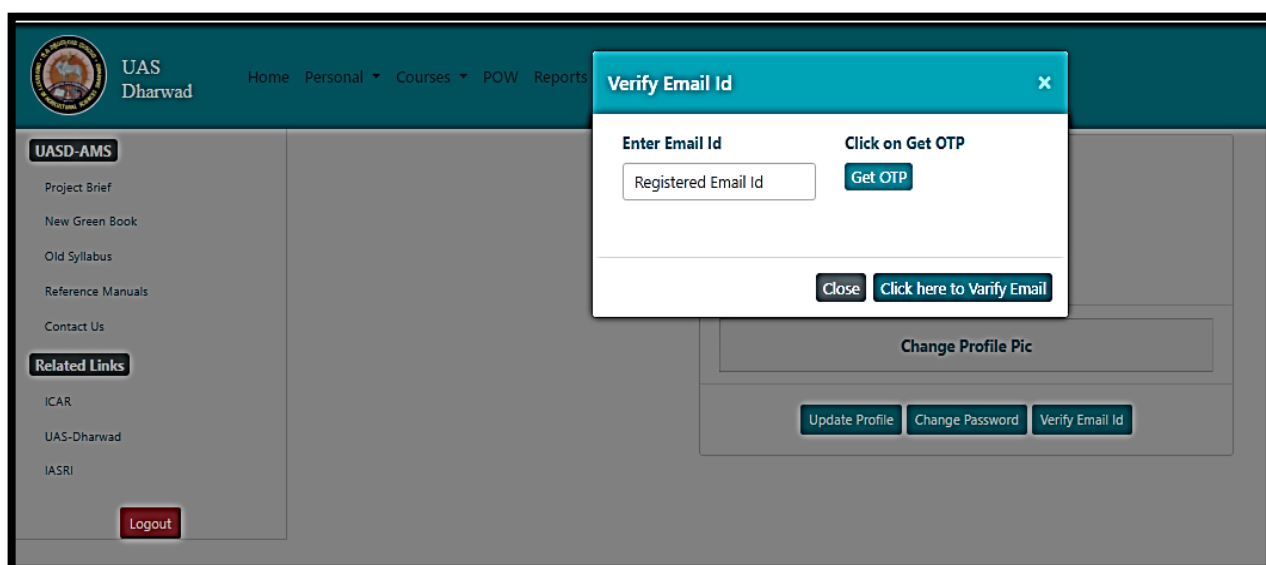 UAS
Dharwad
Home Personal Courses POW Reports
Verify Email Id ×
Enter Email Id Click on Get OTP
Registered Email Id Get OTP
Close Click here to Varify Email
UASD-AMS
Project Brief
New Green Book
Old Syllabus
Reference Manuals
Contact Us
Related Links
ICAR
UAS-Dharwad
IASRI
Logout
Change Profile Pic
Update Profile Change Password Verify Email Id